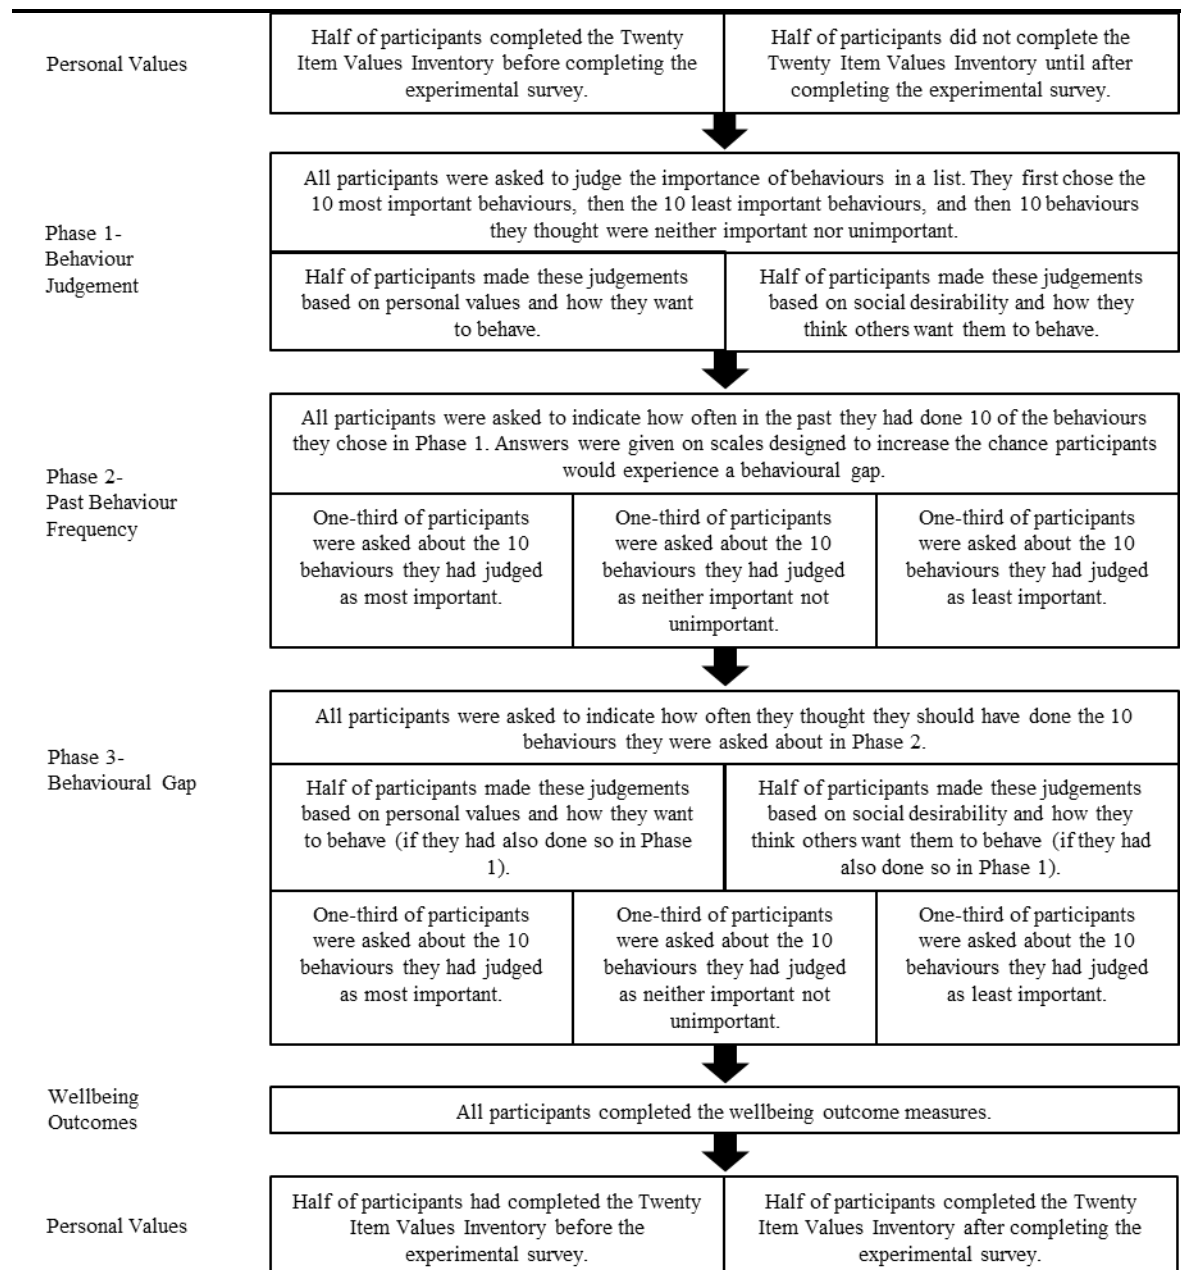 Personal Values
Half of participants completed the Twenty
Item Values Inventory before completing the
experimental survey.
Half of participants did not complete the
Twenty Item Values Inventory until after
completing the experimental survey.
Phase 1-
Behaviour
Judgement
All participants were asked to judge the importance of behaviours in a list. They first chose the
10 most important behaviours, then the 10 least important behaviours, and then 10 behaviours
they thought were neither important nor unimportant.
Half of participants made these judgements
based on personal values and how they want
to behave.
Half of participants made these judgements
based on social desirability and how they
think others want them to behave.
Phase 2-
Past Behaviour
Frequency
All participants were asked to indicate how often in the past they had done 10 of the behaviours
they chose in Phase 1. Answers were given on scales designed to increase the chance participants
would experience a behavioural gap.
One-third of participants
were asked about the 10
behaviours they had judged
as most important.
One-third of participants
were asked about the 10
behaviours they had judged
as neither important not
unimportant.
One-third of participants
were asked about the 10
behaviours they had judged
as least important.
Phase 3-
Behavioural Gap
All participants were asked to indicate how often they thought they should have done the 10
behaviours they were asked about in Phase 2.
Half of participants made these judgements
based on personal values and how they want
to behave (if they had also done so in Phase
1).
Half of participants made these judgements
based on social desirability and how they
think others want them to behave (if they had
also done so in Phase 1).
One-third of participants
were asked about the 10
behaviours they had judged
as most important.
One-third of participants
were asked about the 10
behaviours they had judged
as neither important not
unimportant.
One-third of participants
were asked about the 10
behaviours they had judged
as least important.
Wellbeing
Outcomes
All participants completed the wellbeing outcome measures.
Personal Values
Half of participants had completed the Twenty
Item Values Inventory before the
experimental survey.
Half of participants completed the Twenty
Item Values Inventory after completing the
experimental survey.